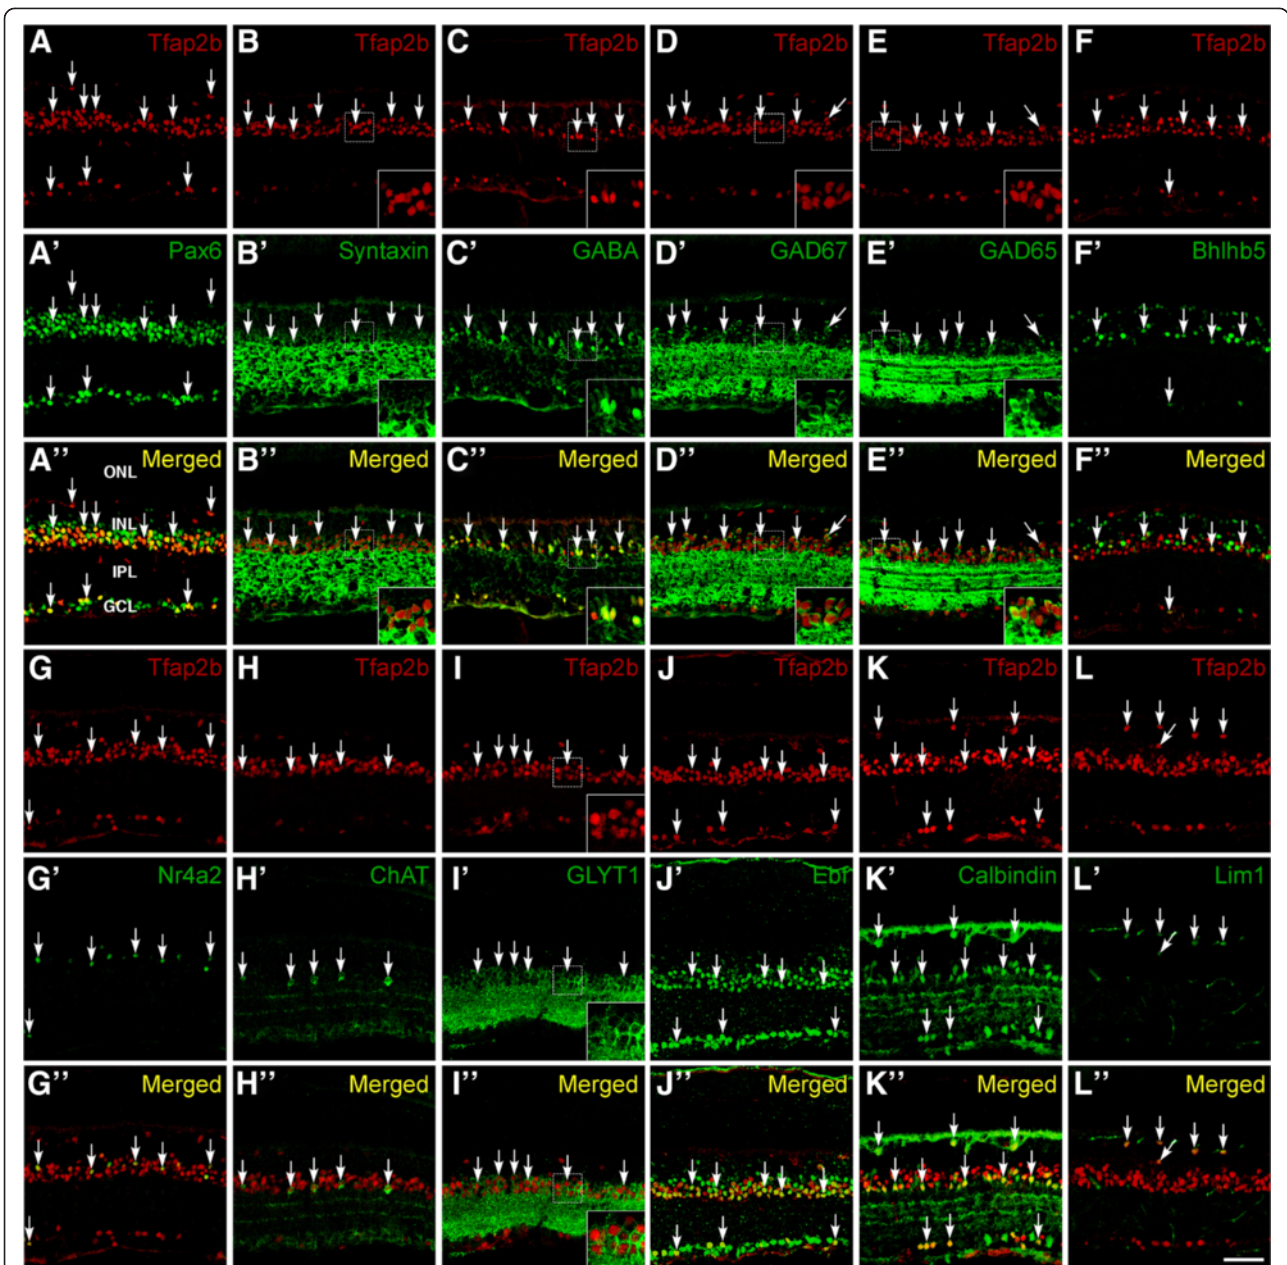 A Tfap2b B Tfap2b C Tfap2b D Tfap2b E Tfap2b F Tfap2b
A’ Pax6 B’ Syntaxin C’ GABA D’ GAD67 E’ GAD65 F’ Bhlhb5
A’’ Merged B’’ Merged C’’ Merged D’’ Merged E’’ Merged F’’ Merged
ONL
INL
IPL
GCL
G Tfap2b H Tfap2b I Tfap2b J Tfap2b K Tfap2b L Tfap2b
G’ Nr4a2 H’ ChAT I’ GLYT1 J’ Ebf K’ Calbindin L’ Lim1
G’’ Merged H’’ Merged I’’ Merged J’’ Merged K’’ Merged L’’ Merged